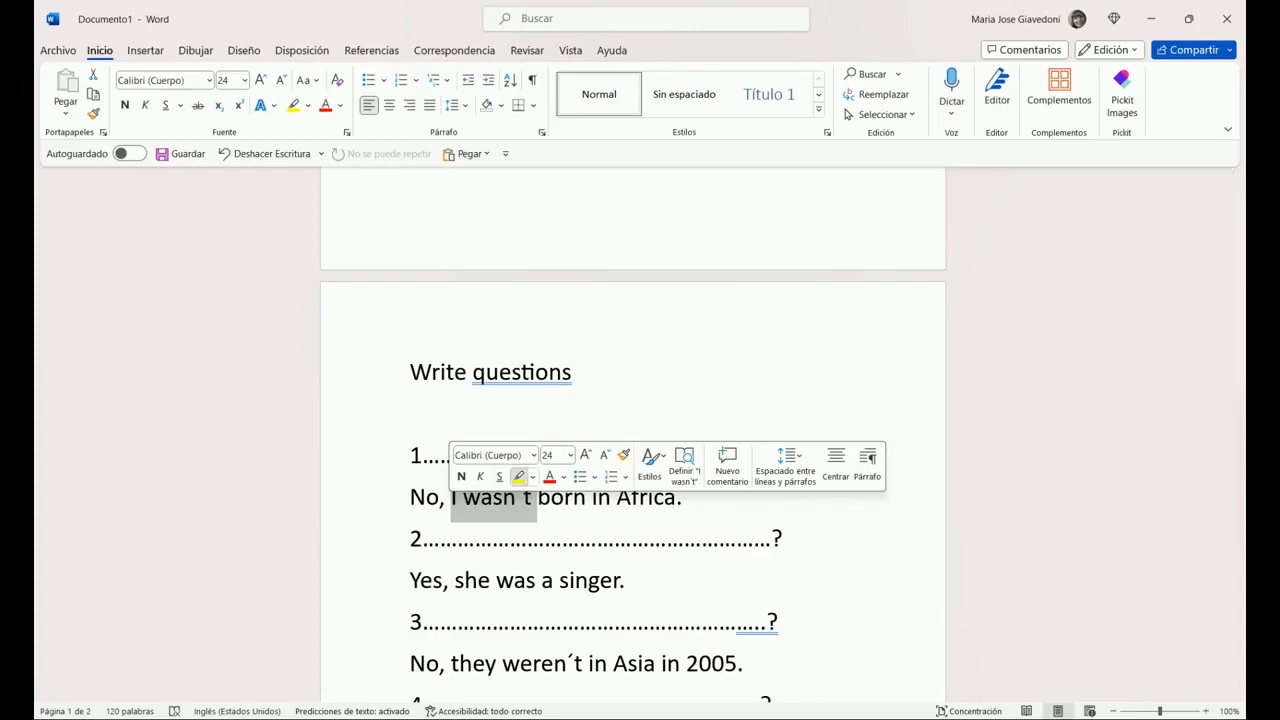 Documento1 - Word
Buscar
Maria Jose Giavedoni
Archivo Inicio Insertar Dibujar Diseño Disposición Referencias Correspondencia Revisar Vista Ayuda
Comentarios Edición Compartir
Pegar
Calibri (Cuerpo) 24
Aa
N K S ab x₂ x² A A
Normal
Sin espaciado
Título 1
Buscar
Reemplazar
Seleccionar
Dictar
Editor
Complementos
Pickit Images
Portapapeles Fuente Párrafo Estilos Edición Voz Editor Complementos Pickit
Autoguardado Guardar Deshacer Escritura No se puede repetir Pegar
Write questions
1.....
Calibri (Cuerpo) 24
N K S A
Estilos
Definir "I wasn´t"
Nuevo comentario
Espaciado entre líneas y párrafos
Centrar
Párrafo
No, I wasn´t born in Africa.
2……………………………………………………?
Yes, she was a singer.
3…………………………………………………..?
No, they weren´t in Asia in 2005.
Página 1 de 2 120 palabras Inglés (Estados Unidos) Predicciones de texto: activado Accesibilidad: todo correcto Concentración 100%